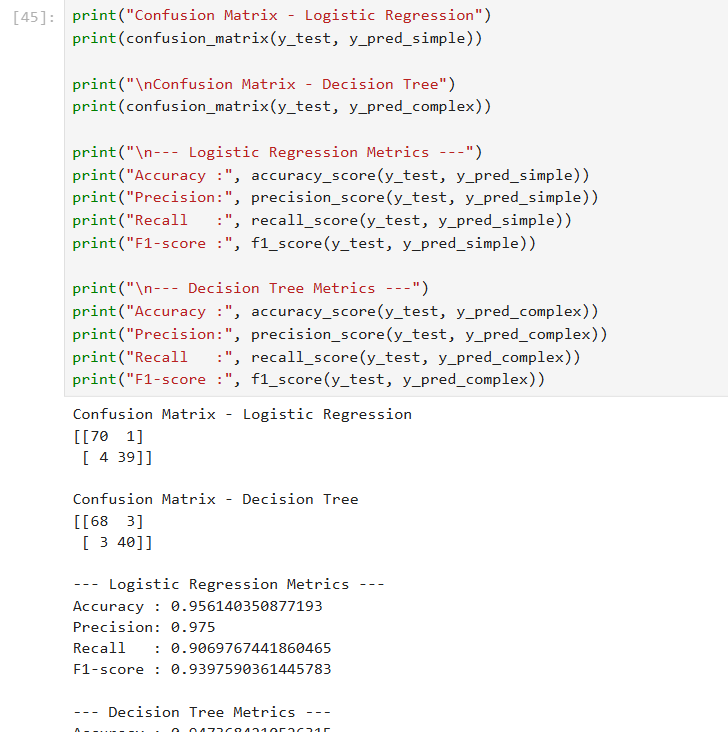 [45]:
print("Confusion Matrix - Logistic Regression")
print(confusion_matrix(y_test, y_pred_simple))
print("\nConfusion Matrix - Decision Tree")
print(confusion_matrix(y_test, y_pred_complex))
print("\n--- Logistic Regression Metrics ---")
print("Accuracy :", accuracy_score(y_test, y_pred_simple))
print("Precision:", precision_score(y_test, y_pred_simple))
print("Recall   :", recall_score(y_test, y_pred_simple))
print("F1-score :", f1_score(y_test, y_pred_simple))
print("\n--- Decision Tree Metrics ---")
print("Accuracy :", accuracy_score(y_test, y_pred_complex))
print("Precision:", precision_score(y_test, y_pred_complex))
print("Recall   :", recall_score(y_test, y_pred_complex))
print("F1-score :", f1_score(y_test, y_pred_complex))
Confusion Matrix - Logistic Regression
[[70  1]
 [ 4 39]]
Confusion Matrix - Decision Tree
[[68  3]
 [ 3 40]]
--- Logistic Regression Metrics ---
Accuracy : 0.956140350877193
Precision: 0.975
Recall   : 0.9069767441860465
F1-score : 0.9397590361445783
--- Decision Tree Metrics ---
Accuracy : 0.9473684210526315